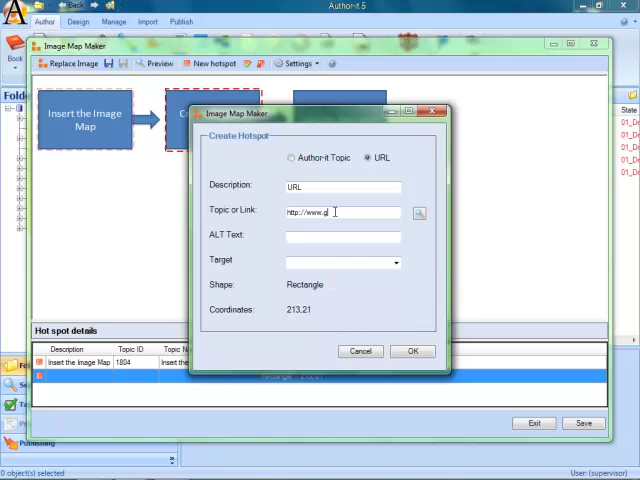 Back
Author-it 5
Author Design Manage Import Publish
Book
Image Map Maker
Replace Image Preview New hotspot Settings
Insert the Image
Map
Image Map Maker
Create Hotspot
Author-it Topic URL
Description: URL
Topic or Link: http://www.g
ALT Text:
Target
Shape: Rectangle
Coordinates: 213.21
Cancel OK
State
Hot spot details
Description Topic ID
Insert the Image Map 1804 Insert the
Exit Save
Publishing
0 object(s) selected User: (supervisor)